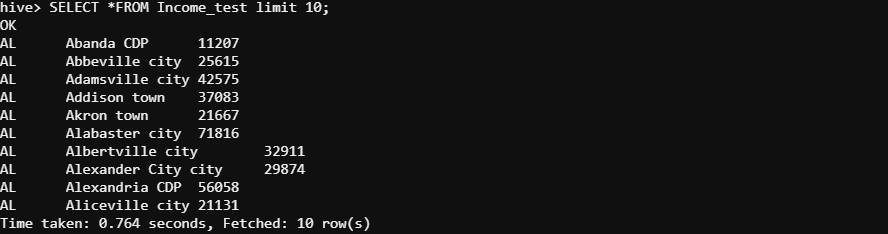 hive> SELECT *FROM Income_test limit 10;
OK
AL Abanda CDP 11207
AL Abbeville city 25615
AL Adamsville city 42575
AL Addison town 37083
AL Akron town 21667
AL Alabaster city 71816
AL Albertville city 32911
AL Alexander City city 29874
AL Alexandria CDP 56058
AL Aliceville city 21131
Time taken: 0.764 seconds, Fetched: 10 row(s)